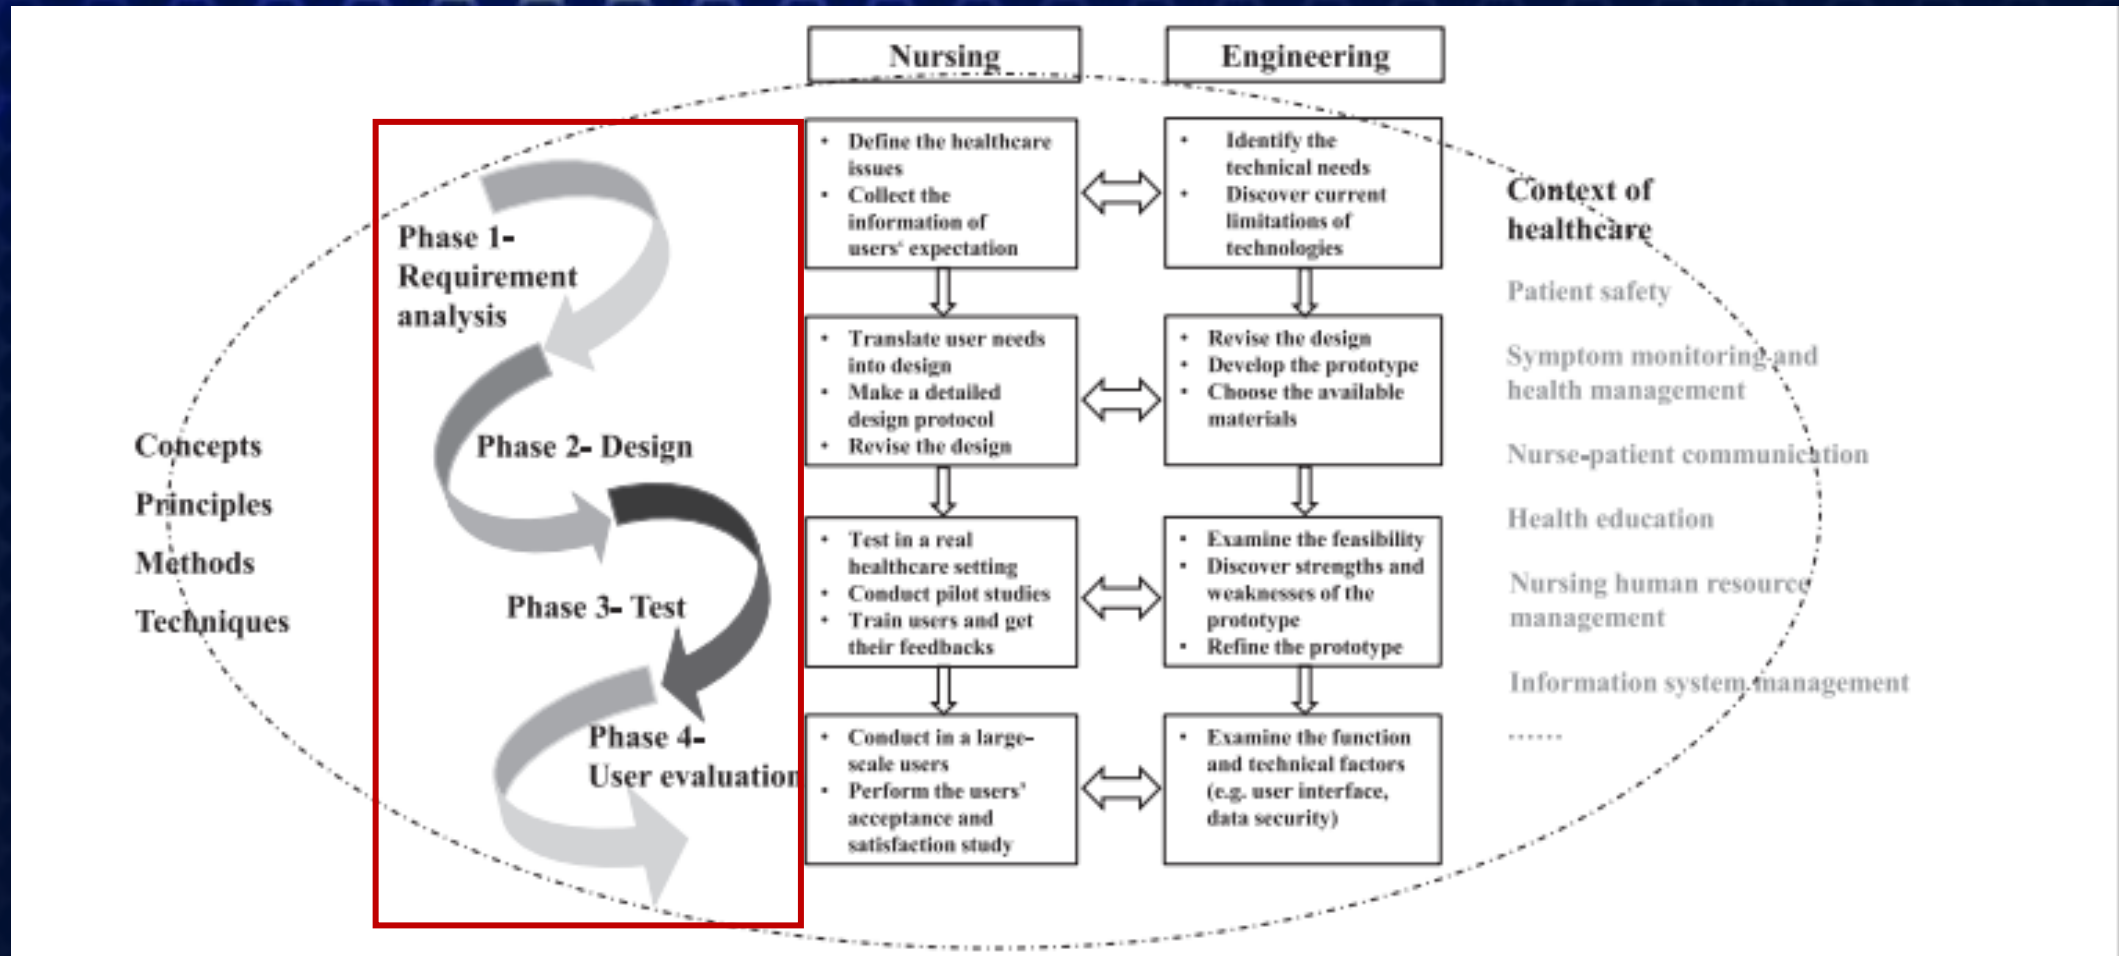 Nursing
Engineering
Concepts
Principles
Methods
Techniques
Phase 1-
Requirement
analysis
Phase 2- Design
Phase 3- Test
Phase 4-
User evaluation
• Define the healthcare
issues
• Collect the
information of
users‘ expectation
• Identify the
technical needs
• Discover current
limitations of
technologies
• Translate user needs
into design
• Make a detailed
design protocol
• Revise the design
• Revise the design
• Develop the prototype
• Choose the available
materials
• Test in a real
healthcare setting
• Conduct pilot studies
• Train users and get
their feedbacks
• Examine the feasibility
• Discover strengths and
weaknesses of the
prototype
• Refine the prototype
• Conduct in a large-
scale users
• Perform the users’
acceptance and
satisfaction study
• Examine the function
and technical factors
(e.g. user interface,
data security)
Context of
healthcare
Patient safety
Symptom monitoring and
health management
Nurse-patient communication
Health education
Nursing human resource
management
Information system management
......